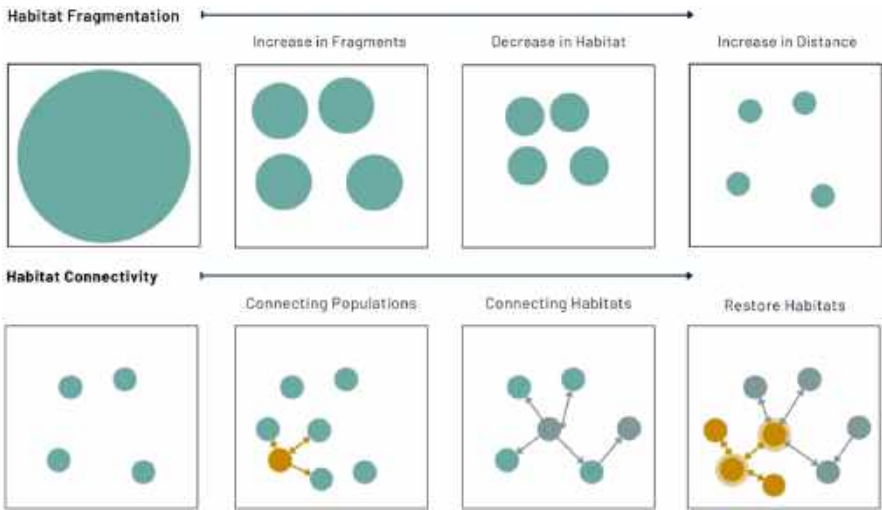 Habitat Fragmentation
Increase in Fragments
Decrease in Habitat
Increase in Distance
Habitat Connectivity
Connecting Populations
Connecting Habitats
Restore Habitats